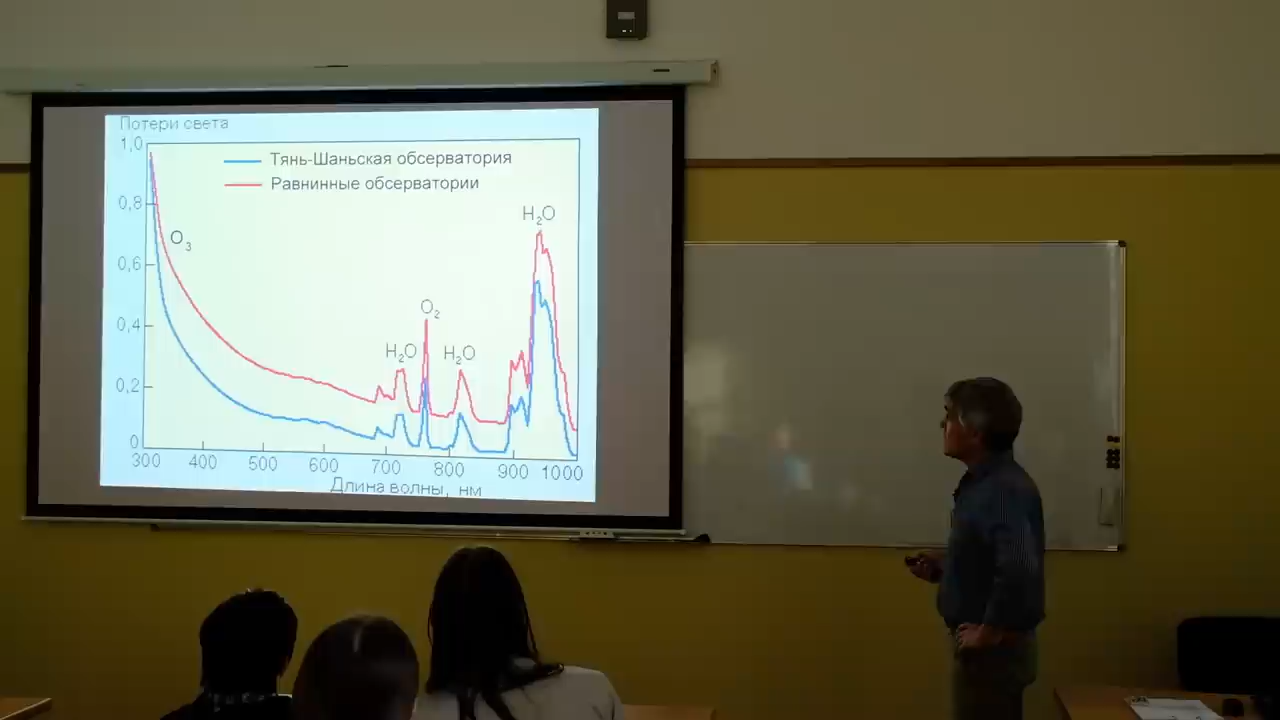 Потери света
1,0
Тянь-Шаньская обсерватория
Равнинные обсерватории
0,8
H₂O
O₃
0,6
O₂
0,4
H₂O
H₂O
0,2
0
300 400 500 600 700 800 900 1000
Длина волны, нм